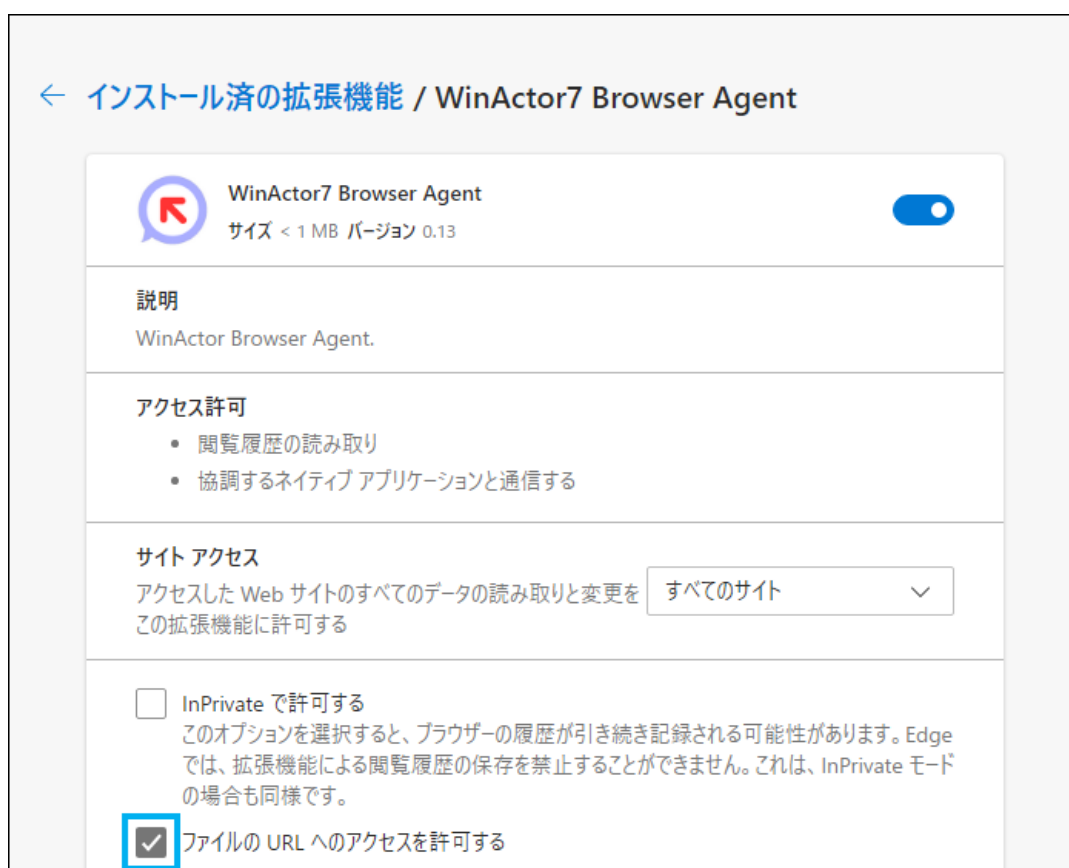 ← インストール済の拡張機能 / WinActor7 Browser Agent
WinActor7 Browser Agent
サイズ < 1 MB バージョン 0.13
説明
WinActor Browser Agent.
アクセス許可
• 閲覧履歴の読み取り
• 協調するネイティブ アプリケーションと通信する
サイト アクセス
アクセスした Web サイトのすべてのデータの読み取りと変更を
この拡張機能に許可する
すべてのサイト
InPrivate で許可する
このオプションを選択すると、ブラウザーの履歴が引き続き記録される可能性があります。Edge
では、拡張機能による閲覧履歴の保存を禁止することができません。これは、InPrivate モード
の場合も同様です。
ファイルの URL へのアクセスを許可する